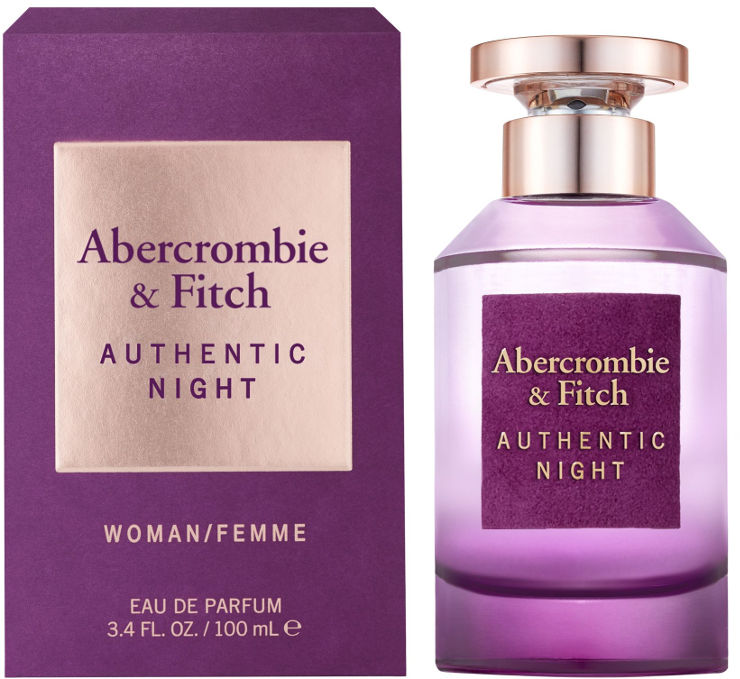 Abercrombie
& Fitch
AUTHENTIC
NIGHT
WOMAN/FEMME
EAU DE PARFUM
3.4 FL. OZ. / 100 mL ℮
Abercrombie
& Fitch
AUTHENTIC
NIGHT